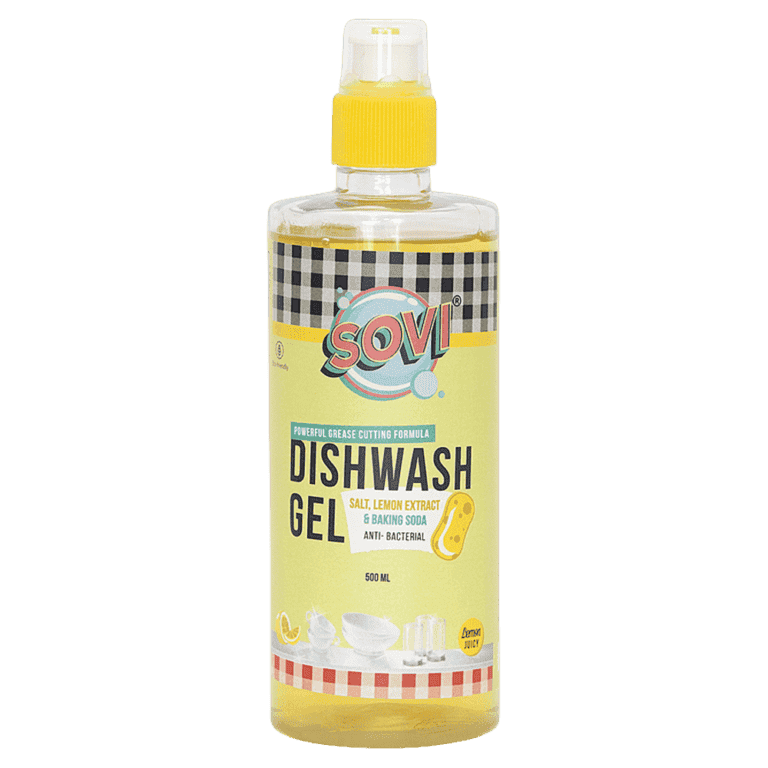 SOVI®
POWERFUL GREASE CUTTING FORMULA
DISHWASH
GEL
SALT, LEMON EXTRACT
& BAKING SODA
ANTI- BACTERIAL
500 ML
Lemon
JUICY